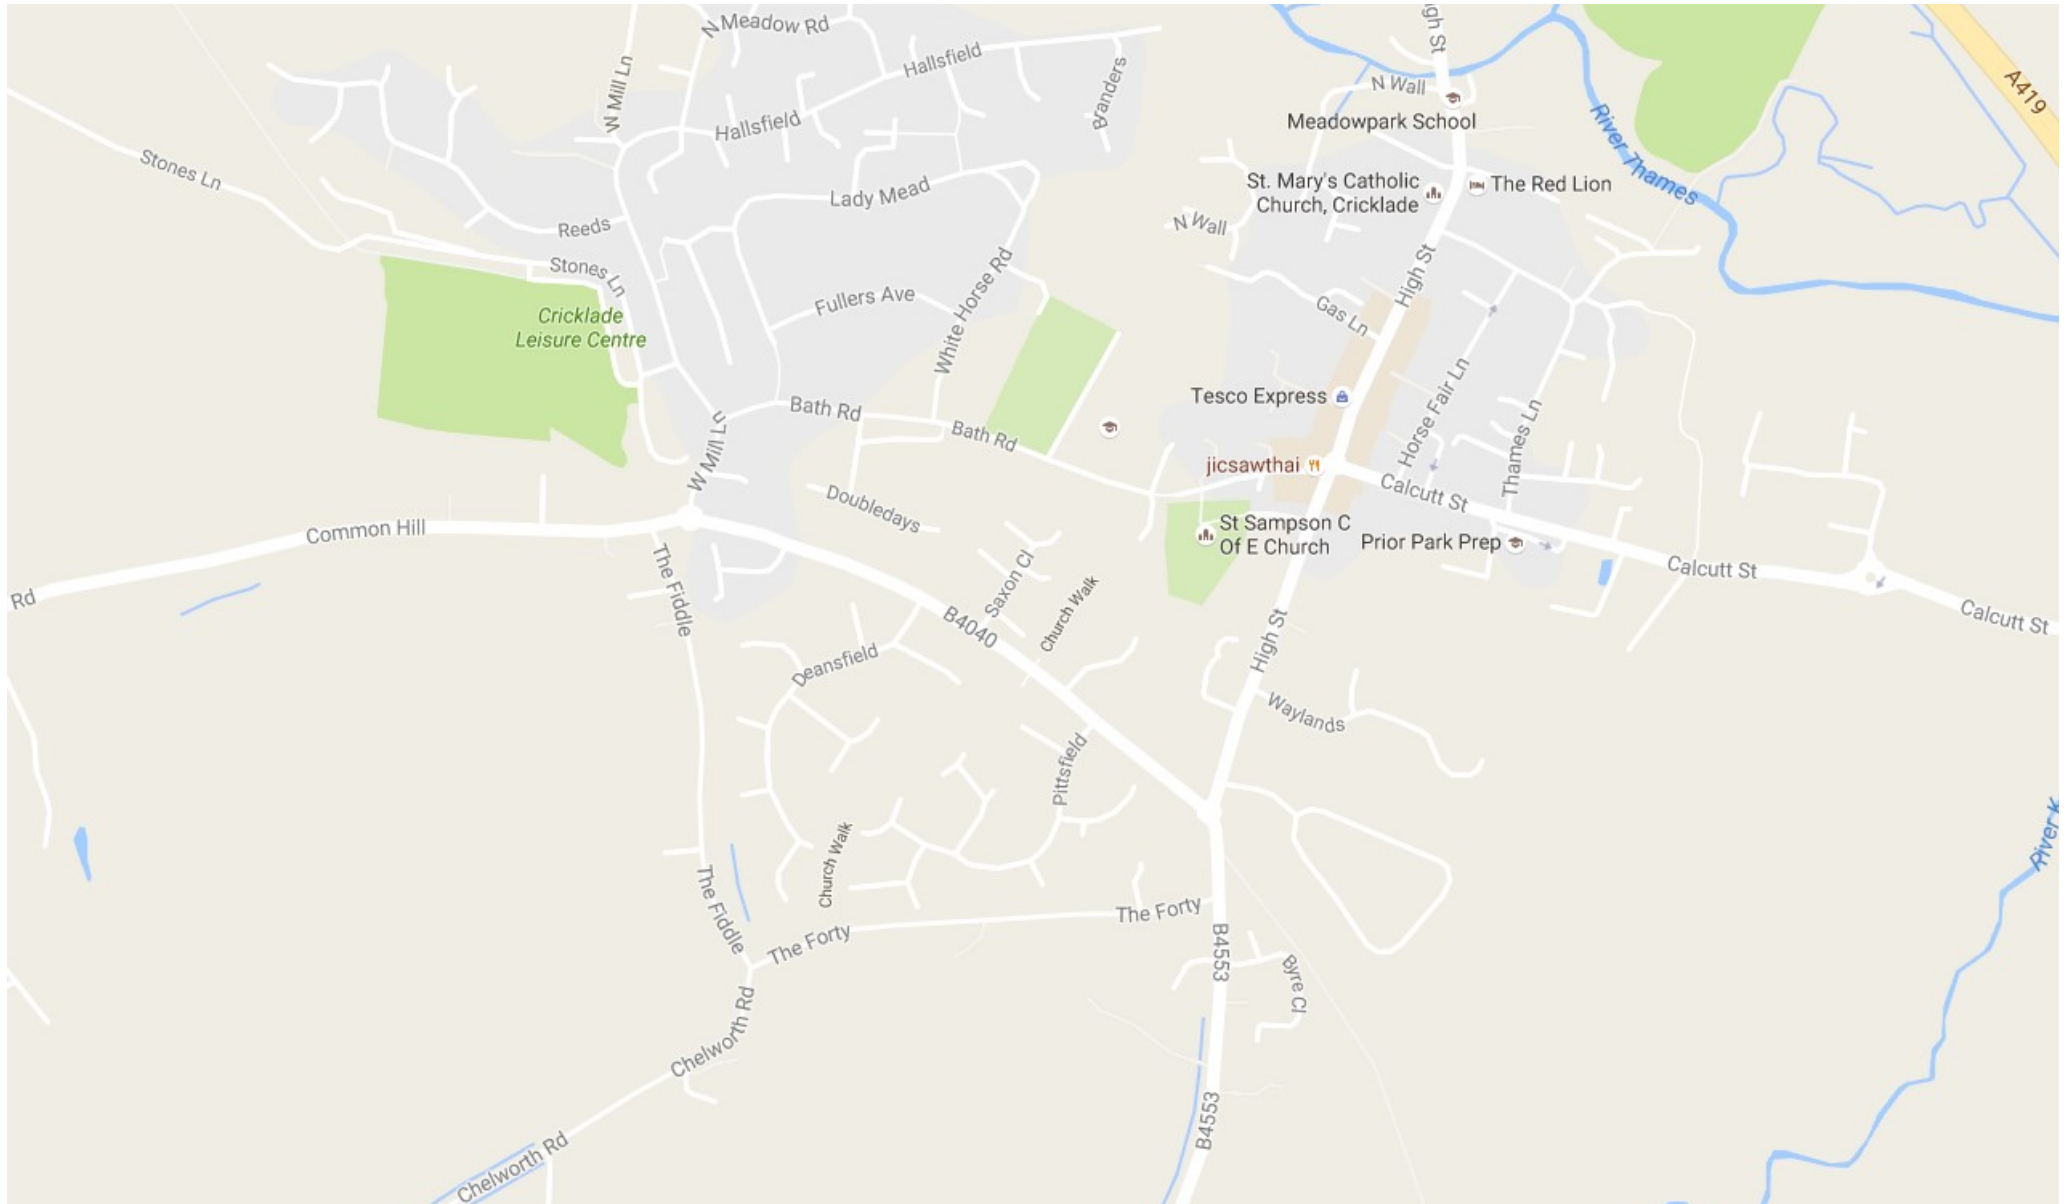 N Meadow Rd
gh St
W Mill Ln
Hallsfield
Branders
A419
N Wall
Hallsfield
Meadowpark School
River Thames
Stones Ln
Lady Mead
St. Mary's Catholic
Church, Cricklade
The Red Lion
Reeds
N Wall
Stones Ln
High St
Fullers Ave
White Horse Rd
Gas Ln
Cricklade
Leisure Centre
Tesco Express
Horse Fair Ln
Bath Rd
Bath Rd
Thames Ln
W Mill Ln
jicsawthai
Calcutt St
Doubledays
Common Hill
St Sampson C
Of E Church
Prior Park Prep
Calcutt St
The Fiddle
Saxon Cl
Church Walk
Rd
B4040
Calcutt St
High St
Deansfield
Waylands
Pittsfield
Church Walk
River K
The Fiddle
The Forty
The Forty
B4553
Byre Cl
Chelworth Rd
B4553
Chelworth Rd